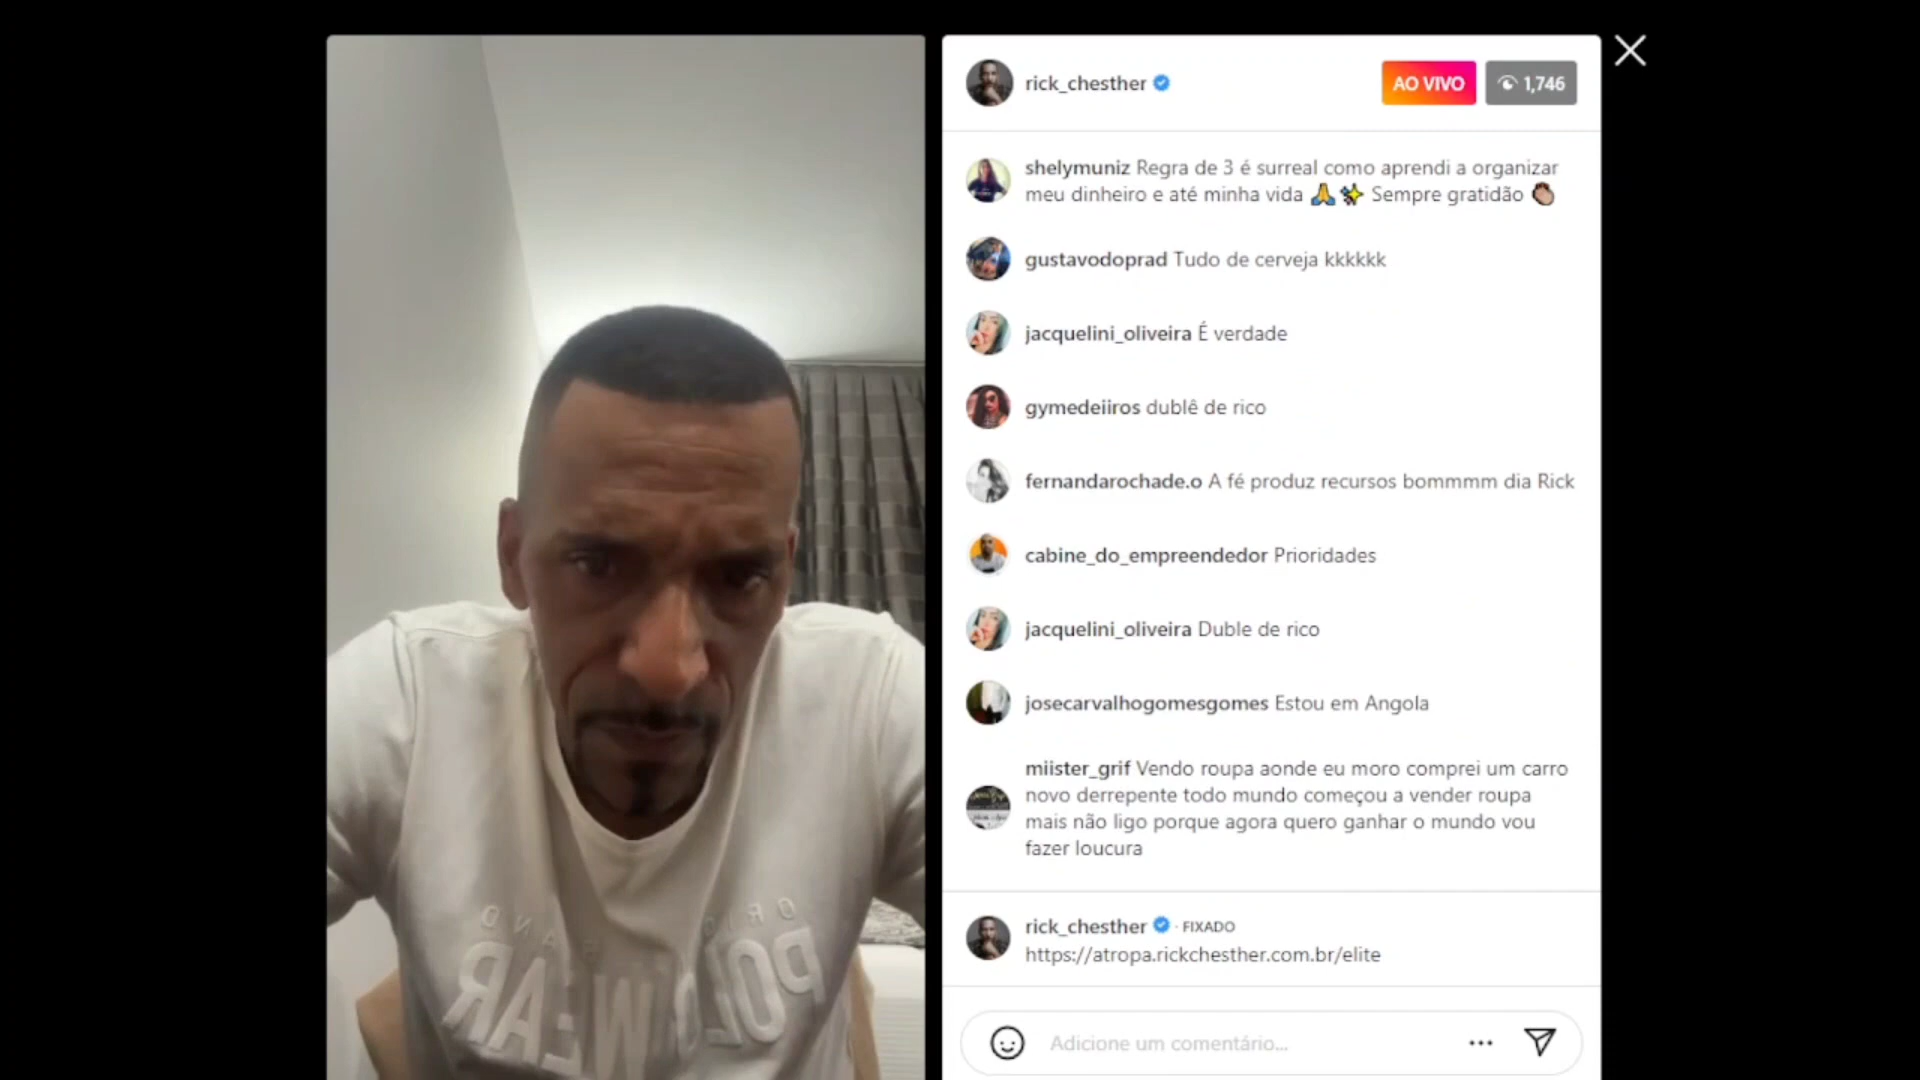 rick_chesther
AO VIVO
1,746
shelymuniz Regra de 3 é surreal como aprendi a organizar
meu dinheiro e até minha vida 🙏✨ Sempre gratidão 👏🏽
gustavodoprad Tudo de cerveja kkkkkk
jacquelini_oliveira É verdade
gymedeiiros dublê de rico
fernandarochade.o A fé produz recursos bommmm dia Rick
cabine_do_empreendedor Prioridades
jacquelini_oliveira Duble de rico
josecarvalhogomesgomes Estou em Angola
miister_grif Vendo roupa aonde eu moro comprei um carro
novo derrepente todo mundo começou a vender roupa
mais não ligo porque agora quero ganhar o mundo vou
fazer loucura
rick_chesther · FIXADO
https://atropa.rickchesther.com.br/elite
Adicione um comentário...